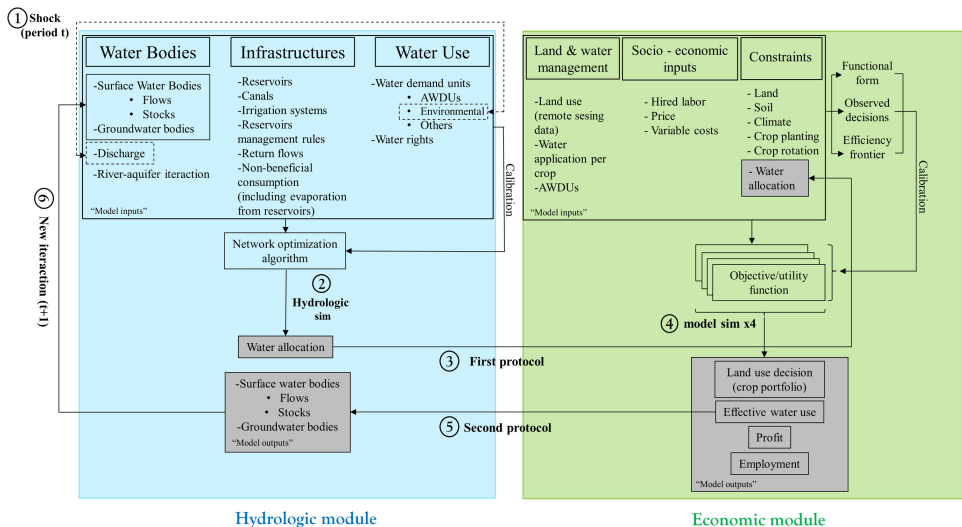 1 Shock
(period t)
Water Bodies
-Surface Water Bodies
• Flows
• Stocks
-Groundwater bodies
-Discharge
-River-aquifer iteraction
"Model inputs"
Infrastructures
-Reservoirs
-Canals
-Irrigation systems
-Reservoirs
management rules
-Return flows
-Non-beneficial
consumption
(including evaporation
from reservoirs)
Water Use
-Water demand units
• AWDUs
• Environmental
• Others
-Water rights
Calibration
Network optimization
algorithm
2
Hydrologic
sim
Water allocation
3 First protocol
-Surface water bodies
• Flows
• Stocks
-Groundwater bodies
"Model outputs"
6 New iteraction (t+1)
Hydrologic module
Land & water
management
-Land use
(remote sesing
data)
-Water
application per
crop
-AWDUs
"Model inputs"
Socio - economic
inputs
- Hired labor
- Price
- Variable costs
Constraints
- Land
- Soil
- Climate
- Crop planting
- Crop rotation
- Water
allocation
Functional
form
Observed
decisions
Efficiency
frontier
Calibration
Objective/utility
function
4 model sim x4
Land use decision
(crop portfolio)
Effective water use
Profit
Employment
"Model outputs"
5 Second protocol
Economic module